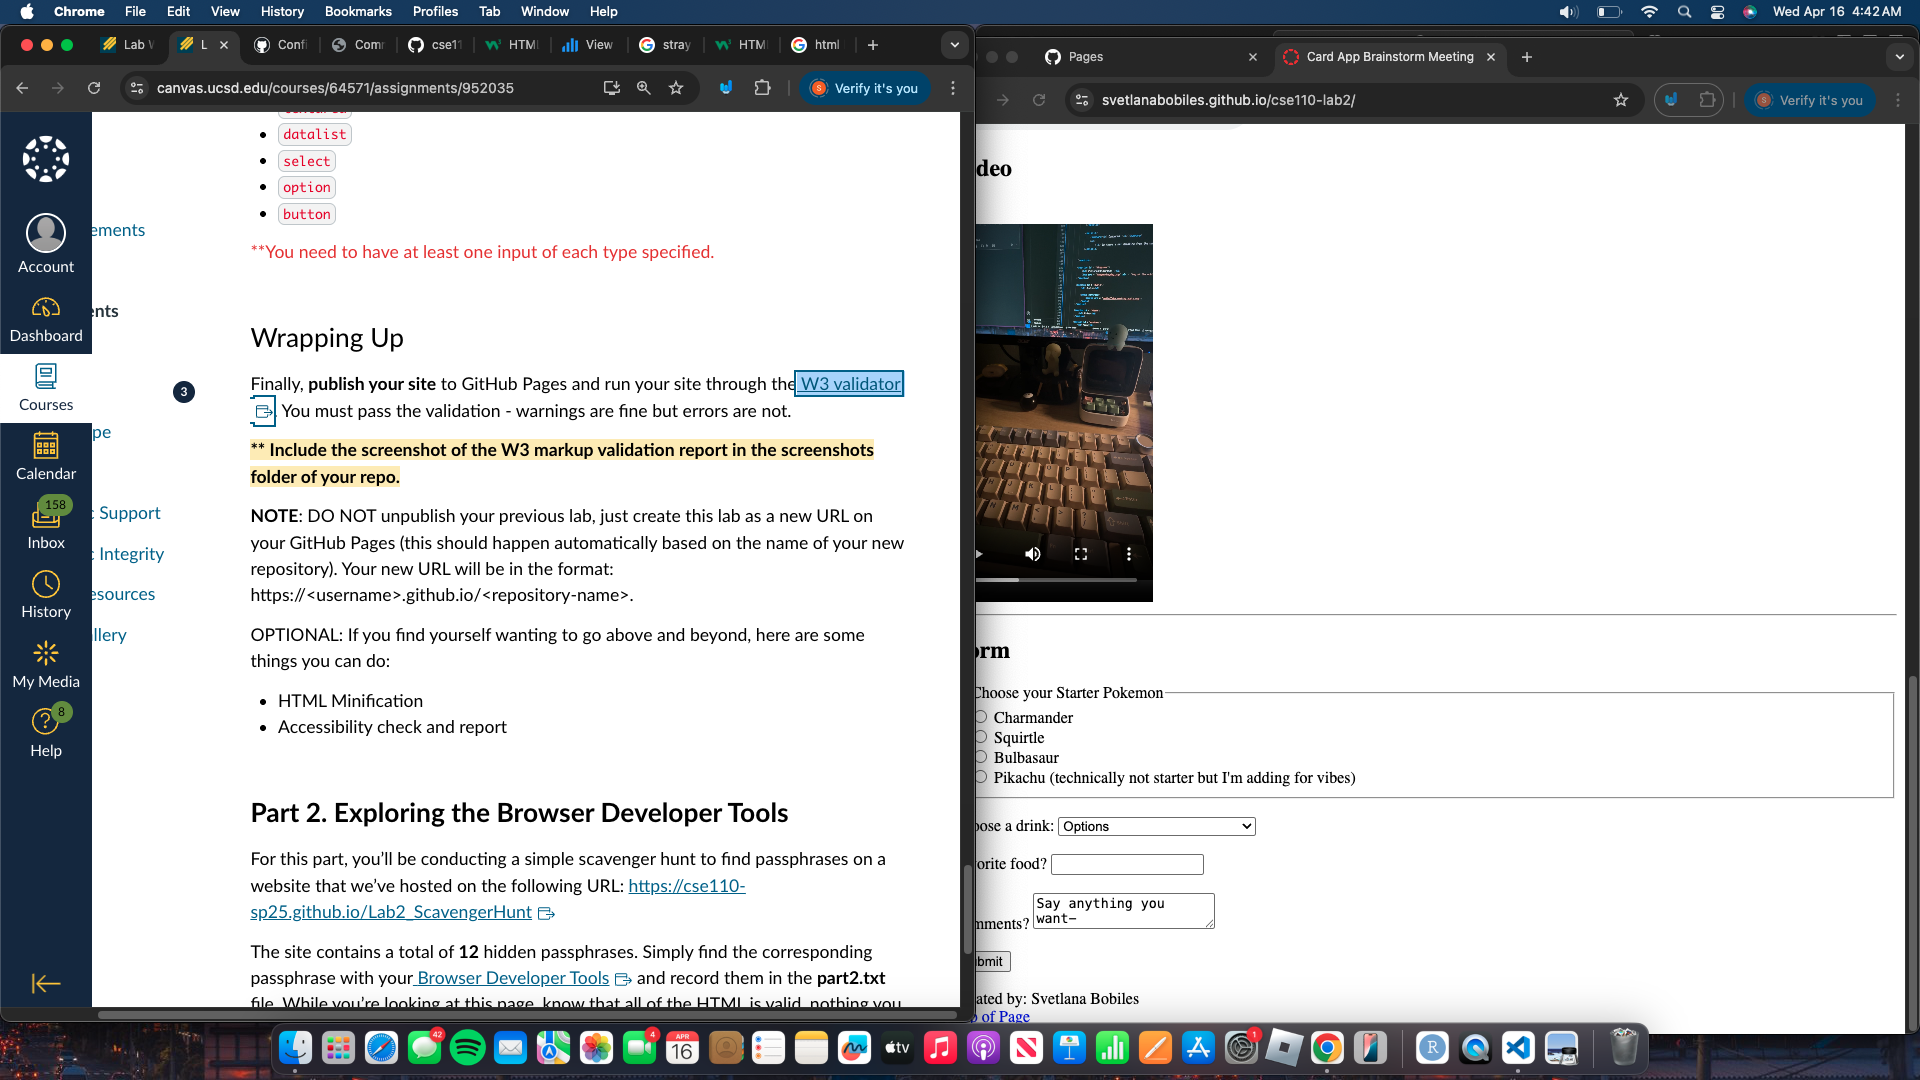 Chrome File Edit View History Bookmarks Profiles Tab Window Help Wed Apr 16 4:42 AM
Lab L Confi Com cse11 HTML View stray HTM html
canvas.ucsd.edu/courses/64571/assignments/952035 Verify it's you
Pages Card App Brainstorm Meeting
svetlanabobiles.github.io/cse110-lab2/ Verify it's you
Account
Dashboard
Courses
Calendar
158
Inbox
History
My Media
8
Help
ements
ents
3
pe
c Support
c Integrity
esources
llery
datalist
select
option
button
**You need to have at least one input of each type specified.
Wrapping Up
Finally, publish your site to GitHub Pages and run your site through the W3 validator
. You must pass the validation - warnings are fine but errors are not.
** Include the screenshot of the W3 markup validation report in the screenshots
folder of your repo.
NOTE: DO NOT unpublish your previous lab, just create this lab as a new URL on
your GitHub Pages (this should happen automatically based on the name of your new
repository). Your new URL will be in the format:
https://<username>.github.io/<repository-name>.
OPTIONAL: If you find yourself wanting to go above and beyond, here are some
things you can do:
HTML Minification
Accessibility check and report
Part 2. Exploring the Browser Developer Tools
For this part, you'll be conducting a simple scavenger hunt to find passphrases on a
website that we've hosted on the following URL: https://cse110-
sp25.github.io/Lab2_ScavengerHunt
The site contains a total of 12 hidden passphrases. Simply find the corresponding
passphrase with your Browser Developer Tools and record them in the part2.txt
file. While you're looking at this page, know that all of the HTML is valid, nothing you
deo
orm
Choose your Starter Pokemon
Charmander
Squirtle
Bulbasaur
Pikachu (technically not starter but I'm adding for vibes)
oose a drink: Options
orite food?
Say anything you
want~
mments?
bmit
ated by: Svetlana Bobiles
p of Page
42
4
APR
16
tv
1
R